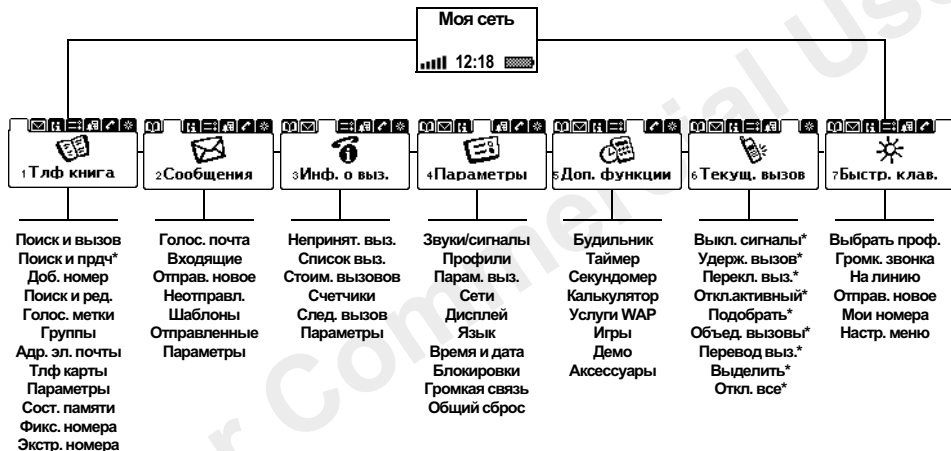 Моя сеть
12:18
1 Тлф книга
2 Сообщения
3 Инф. о выз.
4 Параметры
5 Доп. функции
6 Текущ. вызов
7 Быстр. клав.
Поиск и вызов
Поиск и прдч*
Доб. номер
Поиск и ред.
Голос. метки
Группы
Адр. эл. почты
Тлф карты
Параметры
Сост. памяти
Фикс. номера
Экстр. номера
Голос. почта
Входящие
Отправ. новое
Неотправл.
Шаблоны
Отправленные
Параметры
Непринят. выз.
Список выз.
Стоим. вызовов
Счетчики
След. вызов
Параметры
Звуки/сигналы
Профили
Парам. выз.
Сети
Дисплей
Язык
Время и дата
Блокировки
Громкая связь
Общий сброс
Будильник
Таймер
Секундомер
Калькулятор
Услуги WAP
Игры
Демо
Аксессуары
Выкл. сигналы*
Удерж. вызов*
Перекл. выз.*
Откл.активный*
Подобрать*
Объед. вызовы*
Перевод выз.*
Выделить*
Откл. все*
Выбрать проф.
Громк. звонка
На линию
Отправ. новое
Мои номера
Настр. меню
r Commercial Us